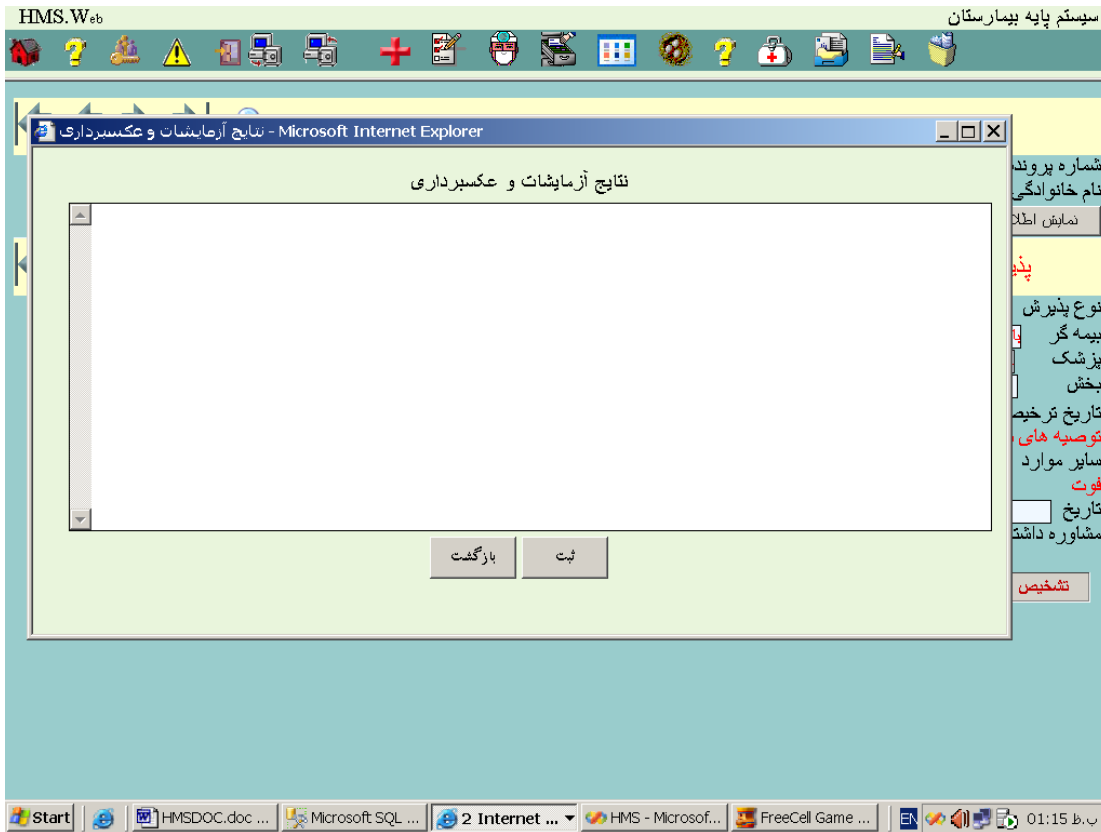 HMS.Web
سیستم پایه بیمارستان
نتایج آزمایشات و عکسبرداری - Microsoft Internet Explorer
نتایج آزمایشات و عکسبرداری
ثبت
بازگشت
شماره پرونده
نام خانوادگی
نمایش اطلا
پذیر
نوع پذیرش
بیمه گر
پزشک
بخش
تاریخ ترخیص
توصیه های
سایر موارد
فوت
تاریخ
مشاوره داشت
تشخیص
Start
HMSDOC.doc ...
Microsoft SQL ...
2 Internet ...
HMS - Microsof...
FreeCell Game ...
EN
01:15 ب.ظ